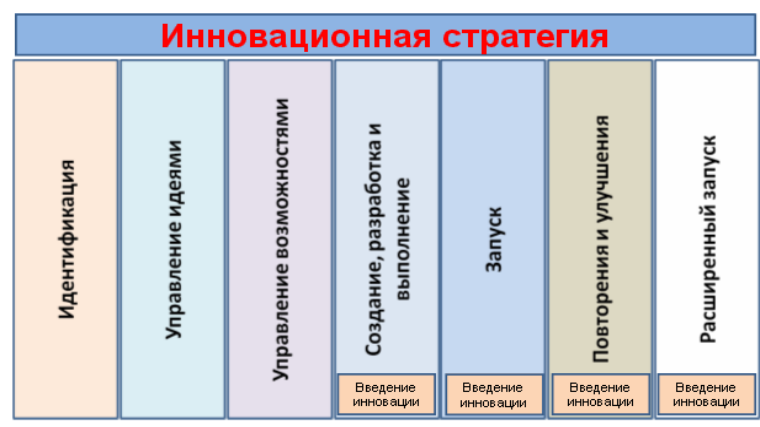 Инновационная стратегия
Идентификация
Управление идеями
Управление возможностями
Создание, разработка и
выполнение
Запуск
Повторения и улучшения
Расширенный запуск
Введение
инновации
Введение
инновации
Введение
инновации
Введение
инновации